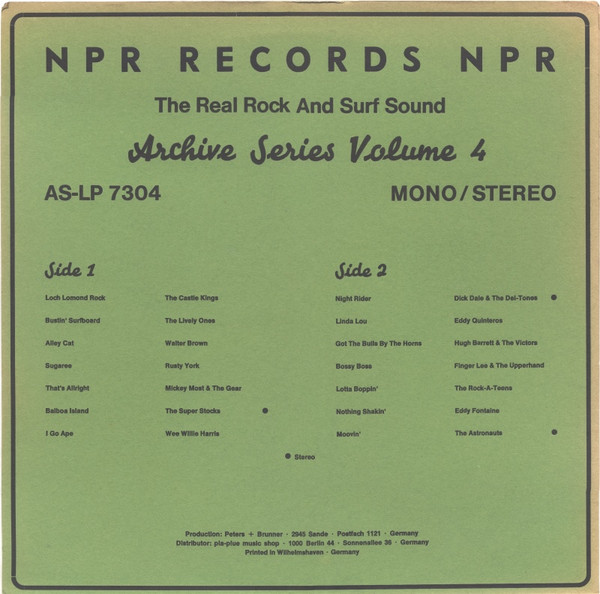 NPR RECORDS NPR
The Real Rock And Surf Sound
Archive Series Volume 4
AS-LP 7304 MONO/STEREO
Side 1
Loch Lomond Rock The Castle Kings
Bustin' Surfboard The Lively Ones
Alley Cat Walter Brown
Sugaree Rusty York
That's Allright Mickey Most & The Gear
Balboa Island The Super Stocks ●
I Go Ape Wee Willie Harris
Side 2
Night Rider Dick Dale & The Del-Tones ●
Linda Lou Eddy Quinteros
Got The Bulls By The Horns Hugh Barrett & The Victors
Bossy Boss Finger Lee & The Upperhand
Lotta Boppin' The Rock-A-Teens
Nothing Shakin' Eddy Fontaine
Moovin' The Astronauts ●
● Stereo
Production: Peters + Brunner · 2945 Sande · Postfach 1121 · Germany
Distributor: pla-plus music shop · 1000 Berlin 44 · Sonnenallee 36 · Germany
Printed in Wilhelmshaven · Germany